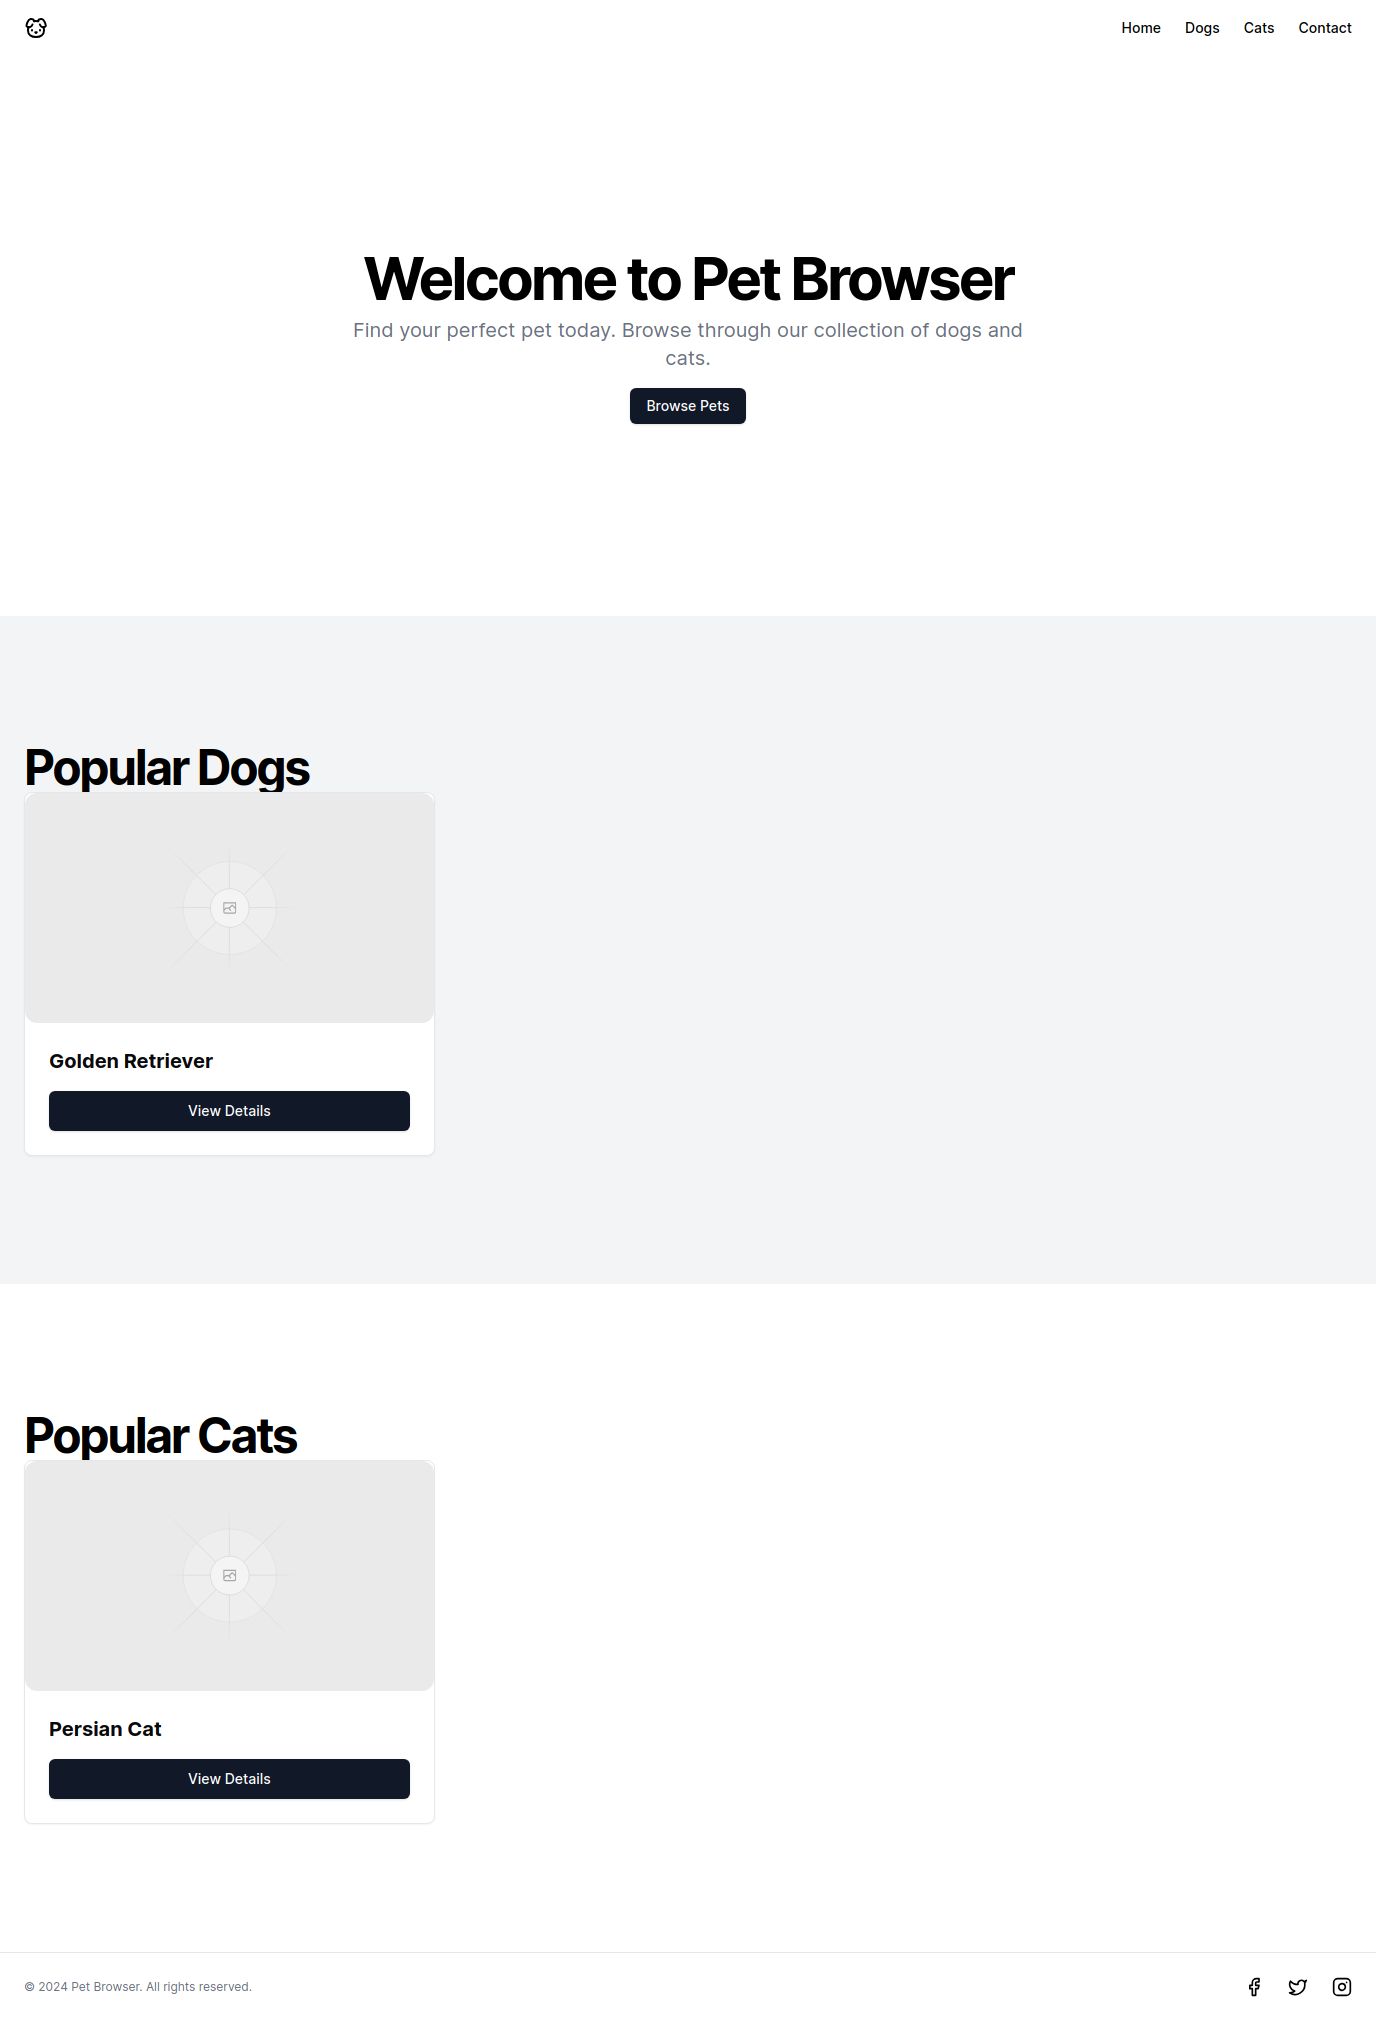 Home Dogs Cats Contact
Welcome to Pet Browser
Find your perfect pet today. Browse through our collection of dogs and
cats.
Browse Pets
Popular Dogs
Golden Retriever
View Details
Popular Cats
Persian Cat
View Details
© 2024 Pet Browser. All rights reserved.